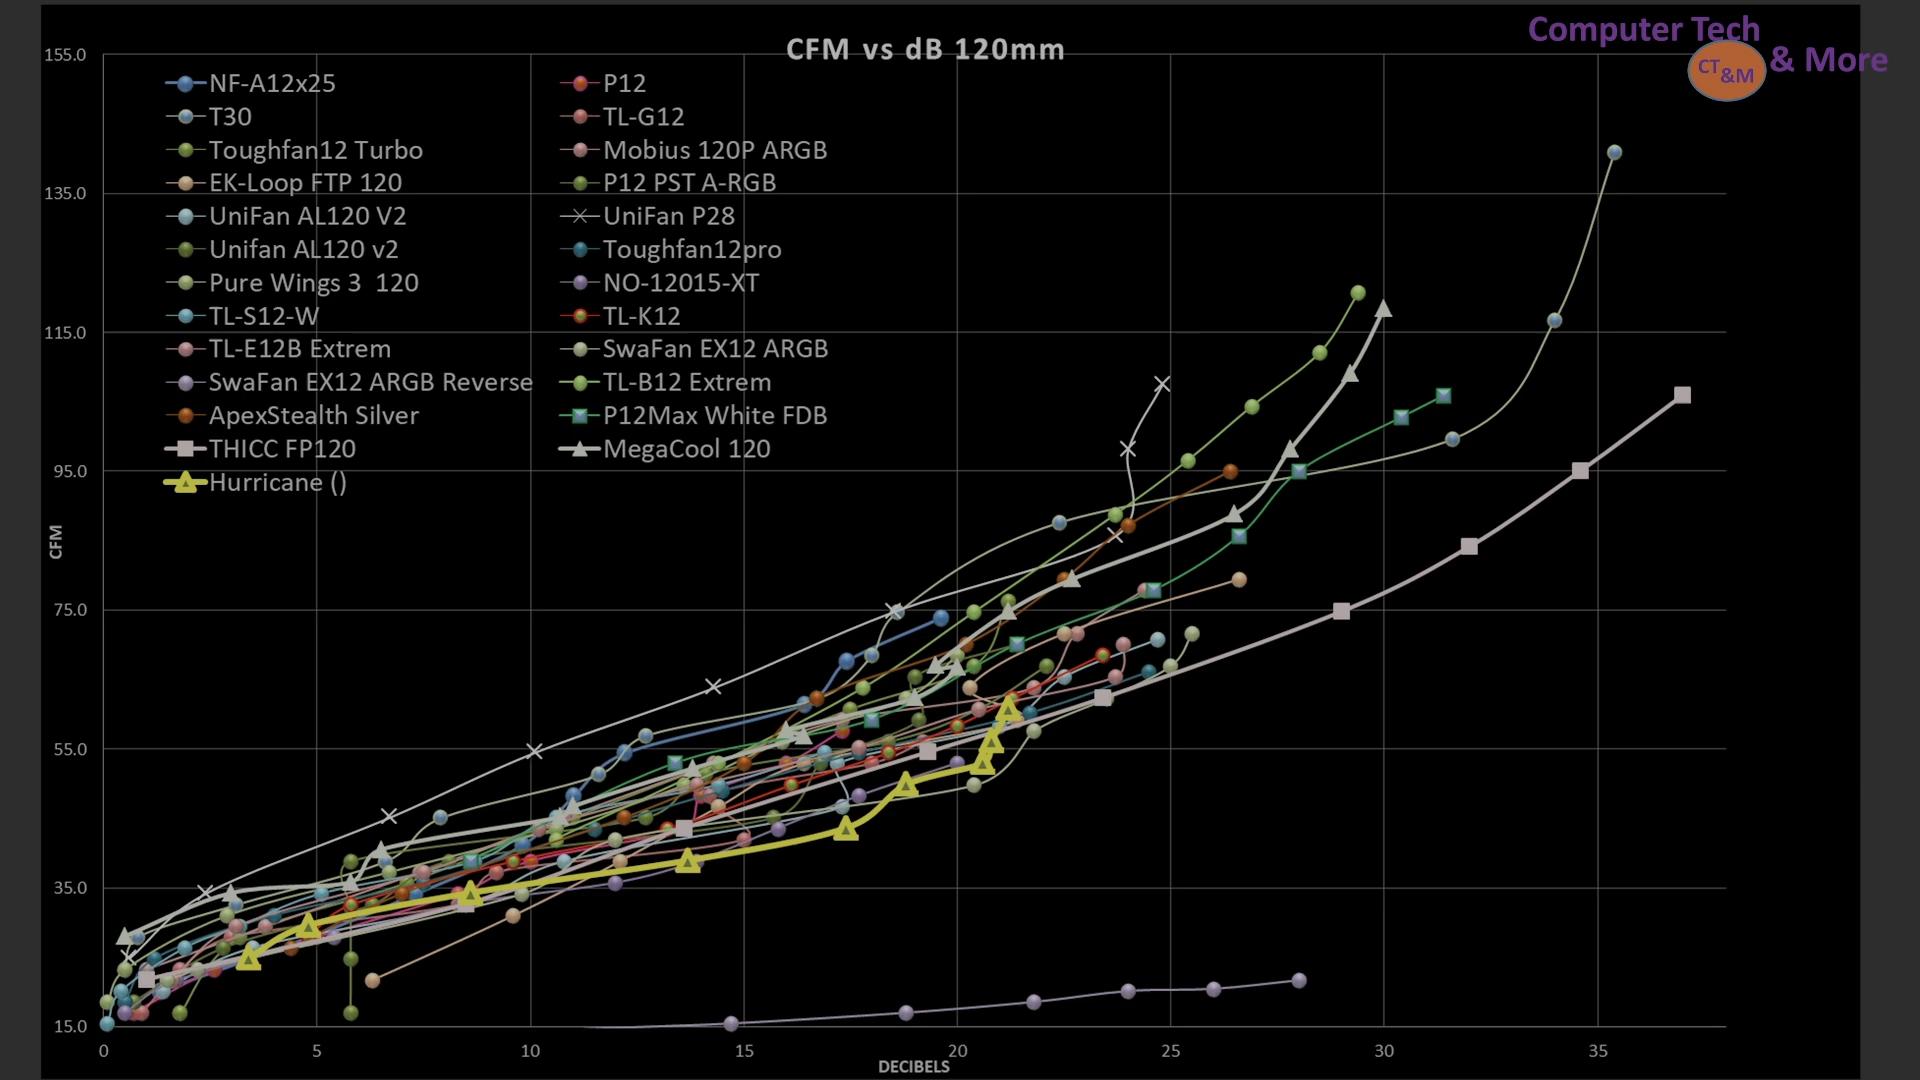 Computer Tech
& More
CT
&M
CFM vs dB 120mm
155.0
135.0
115.0
95.0
75.0
55.0
35.0
15.0
CFM
NF-A12x25
P12
T30
TL-G12
Toughfan12 Turbo
Mobius 120P ARGB
EK-Loop FTP 120
P12 PST A-RGB
UniFan AL120 V2
UniFan P28
Unifan AL120 v2
Toughfan12pro
Pure Wings 3  120
NO-12015-XT
TL-S12-W
TL-K12
TL-E12B Extrem
SwaFan EX12 ARGB
SwaFan EX12 ARGB Reverse
TL-B12 Extrem
ApexStealth Silver
P12Max White FDB
THICC FP120
MegaCool 120
Hurricane ()
0 5 10 15 20 25 30 35
DECIBELS